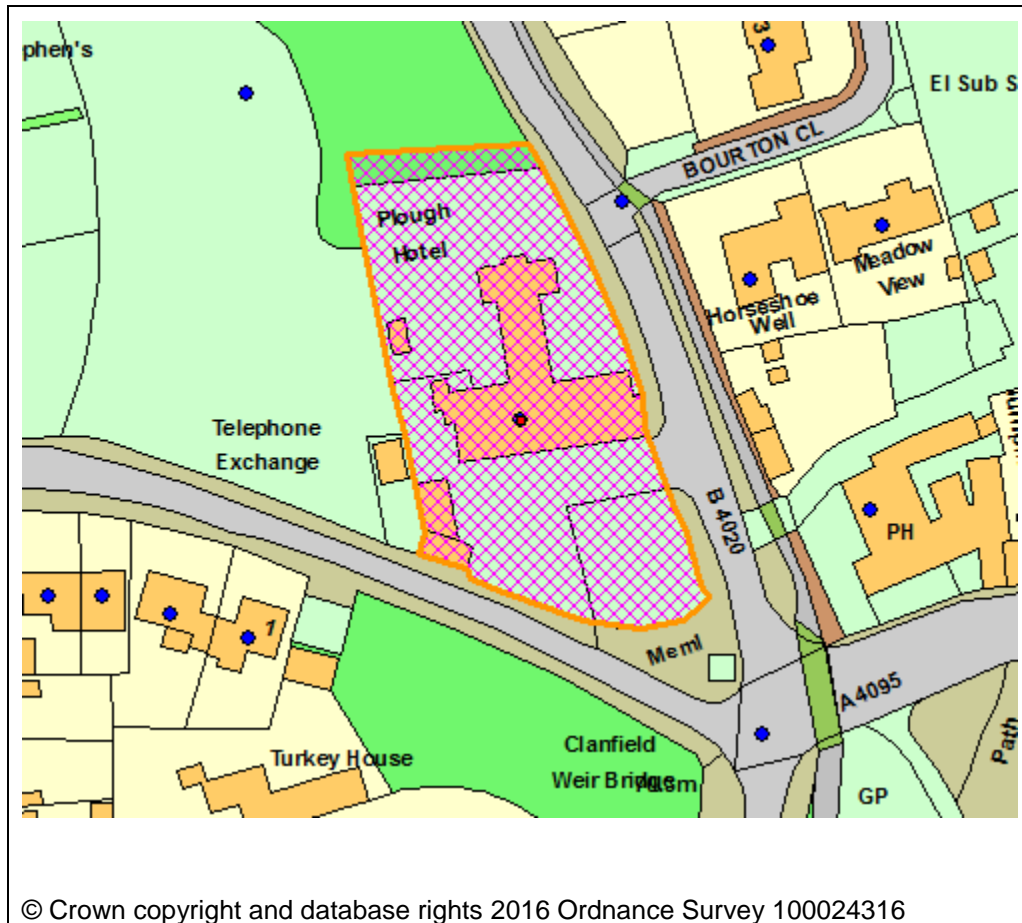 phen's
3
El Sub S
BOURTON CL
Plough
Hotel
Meadow
View
Horseshoe
Well
Telephone
Exchange
B 4020
PH
1
Meml
A 4095
Path
Turkey House
Clanfield
Weir Bridge
GP
© Crown copyright and database rights 2016 Ordnance Survey 100024316